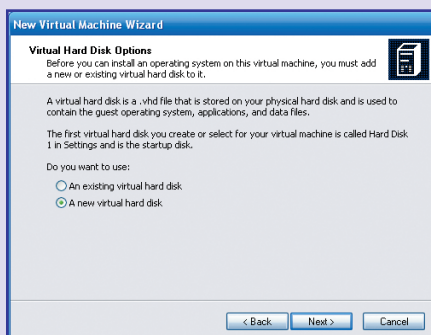 New Virtual Machine Wizard
Virtual Hard Disk Options
Before you can install an operating system on this virtual machine, you must add
a new or existing virtual hard disk to it.
A virtual hard disk is a .vhd file that is stored on your physical hard disk and is used to
contain the guest operating system, applications, and data files.
The first virtual hard disk you create or select for your virtual machine is called Hard Disk
1 in Settings and is the startup disk.
Do you want to use:
An existing virtual hard disk
A new virtual hard disk
< Back
Next >
Cancel